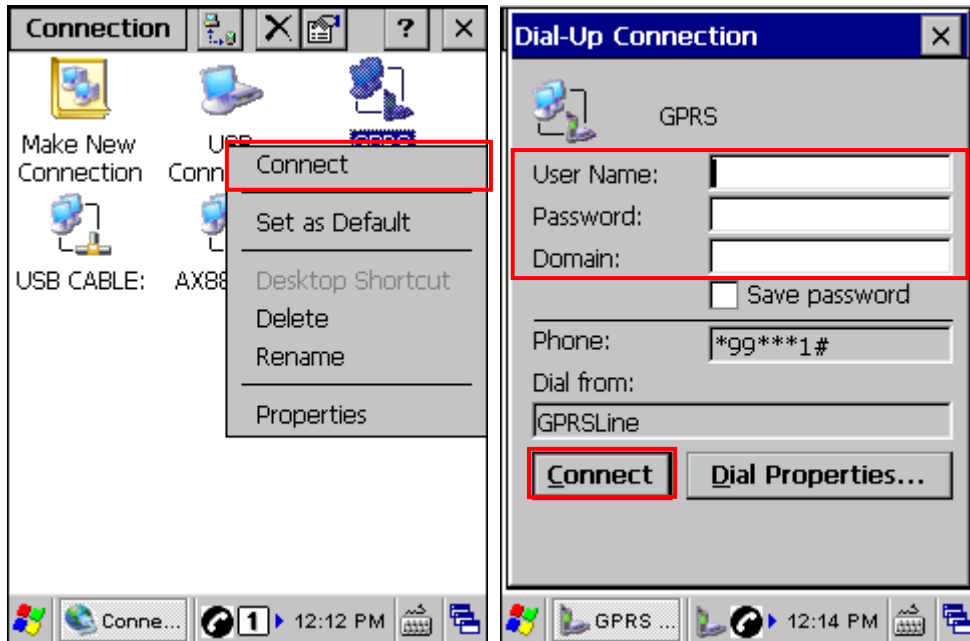 Connection ? ×
Make New
Connection
Connect
Set as Default
USB CABLE:
Desktop Shortcut
Delete
Rename
Properties
Conne... 1 12:12 PM
Dial-Up Connection ×
GPRS
User Name:
Password:
Domain:
Save password
Phone: *99***1#
Dial from:
GPRSLine
Connect Dial Properties...
GPRS ... 12:14 PM